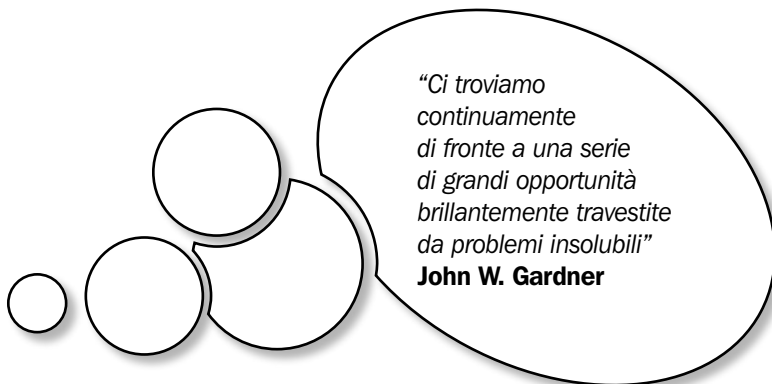 “Ci troviamo
continuamente
di fronte a una serie
di grandi opportunità
brillantemente travestite
da problemi insolubili”
John W. Gardner